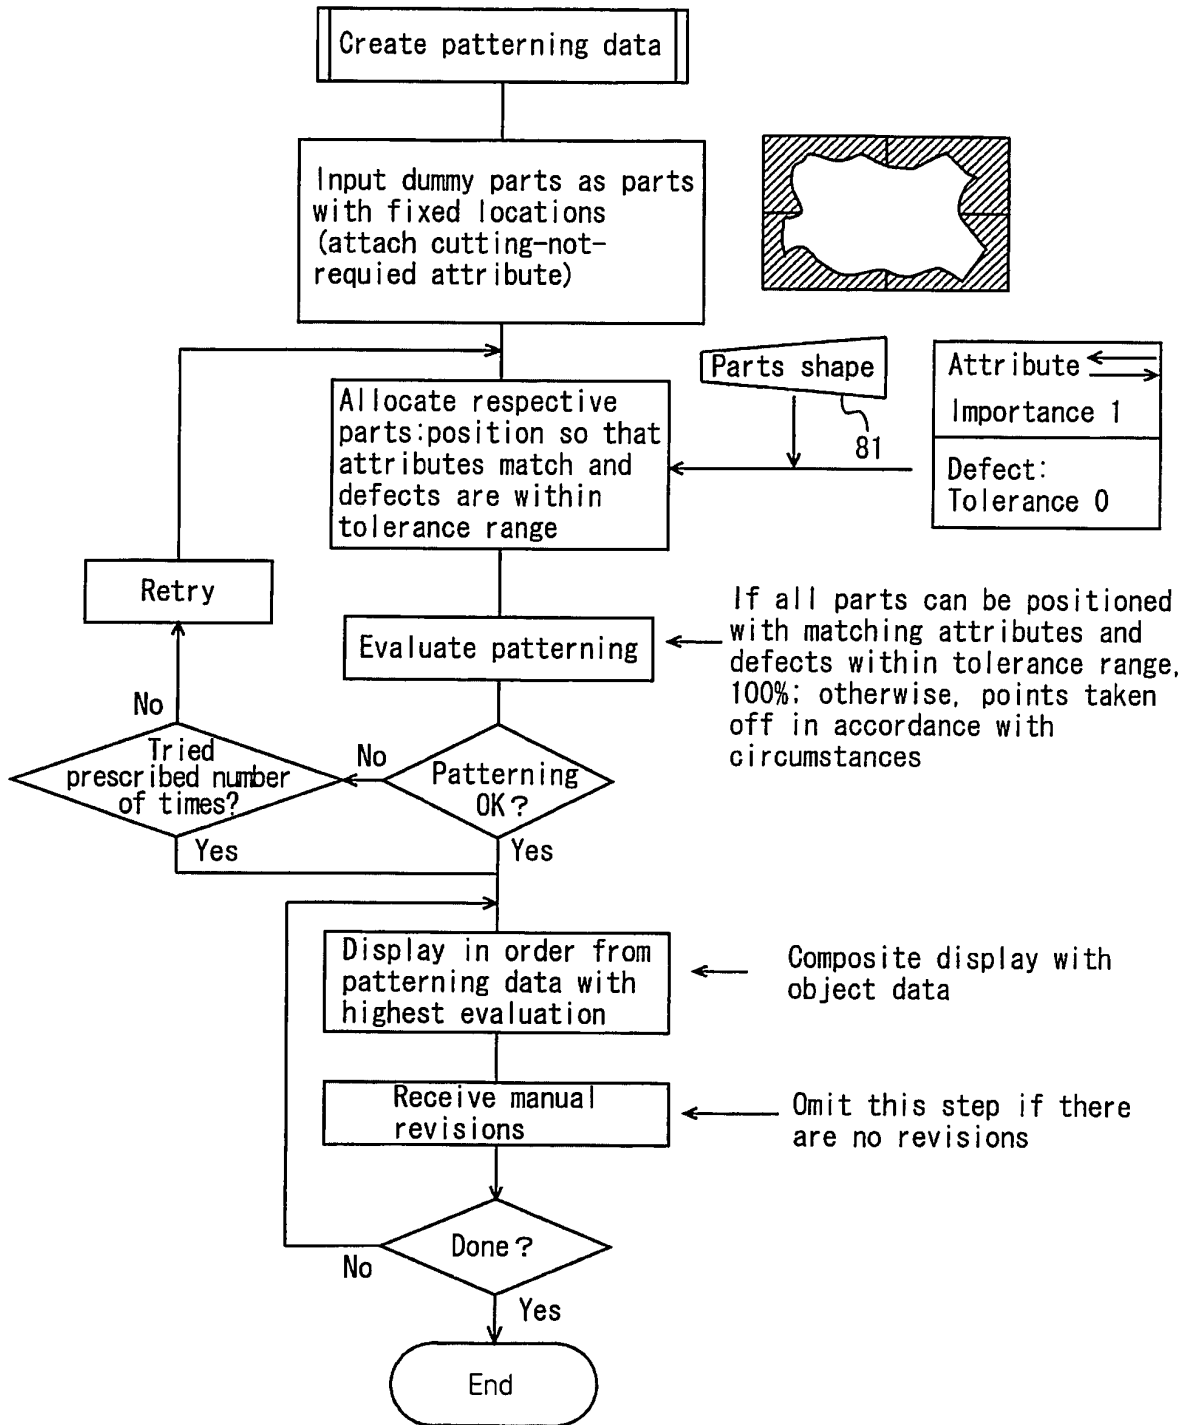 Create patterning data
Input dummy parts as parts
with fixed locations
(attach cutting-not-
requied attribute)
Parts shape
81
Attribute
Importance 1
Defect:
Tolerance 0
Allocate respective
parts:position so that
attributes match and
defects are within
tolerance range
Retry
Evaluate patterning
If all parts can be positioned
with matching attributes and
defects within tolerance range,
100%; otherwise, points taken
off in accordance with
circumstances
No
Tried
prescribed number
of times?
No
Patterning
OK?
Yes
Yes
Display in order from
patterning data with
highest evaluation
Composite display with
object data
Receive manual
revisions
Omit this step if there
are no revisions
Done?
No
Yes
End